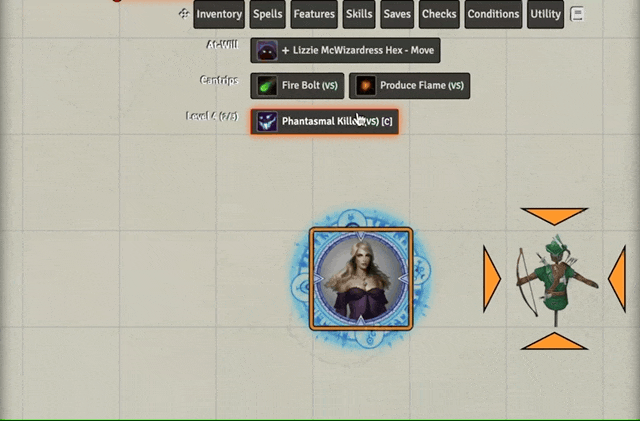 Inventory Spells Features Skills Saves Checks Conditions Utility
At-Will + Lizzie McWizardress Hex - Move
Cantrips Fire Bolt (VS) Produce Flame (VS)
Phantasmal Killer (VS) [C]